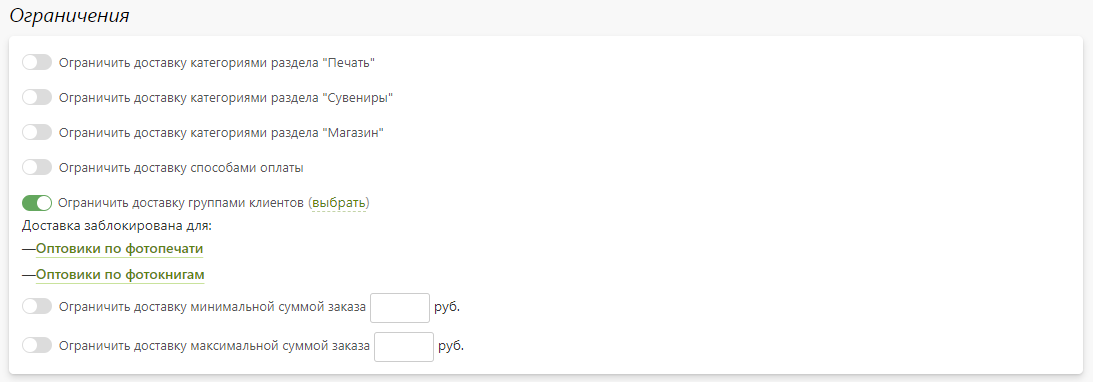 Ограничения
Ограничить доставку категориями раздела "Печать"
Ограничить доставку категориями раздела "Сувениры"
Ограничить доставку категориями раздела "Магазин"
Ограничить доставку способами оплаты
Ограничить доставку группами клиентов (выбрать)
Доставка заблокирована для:
—Оптовики по фотопечати
—Оптовики по фотокнигам
Ограничить доставку минимальной суммой заказа руб.
Ограничить доставку максимальной суммой заказа руб.